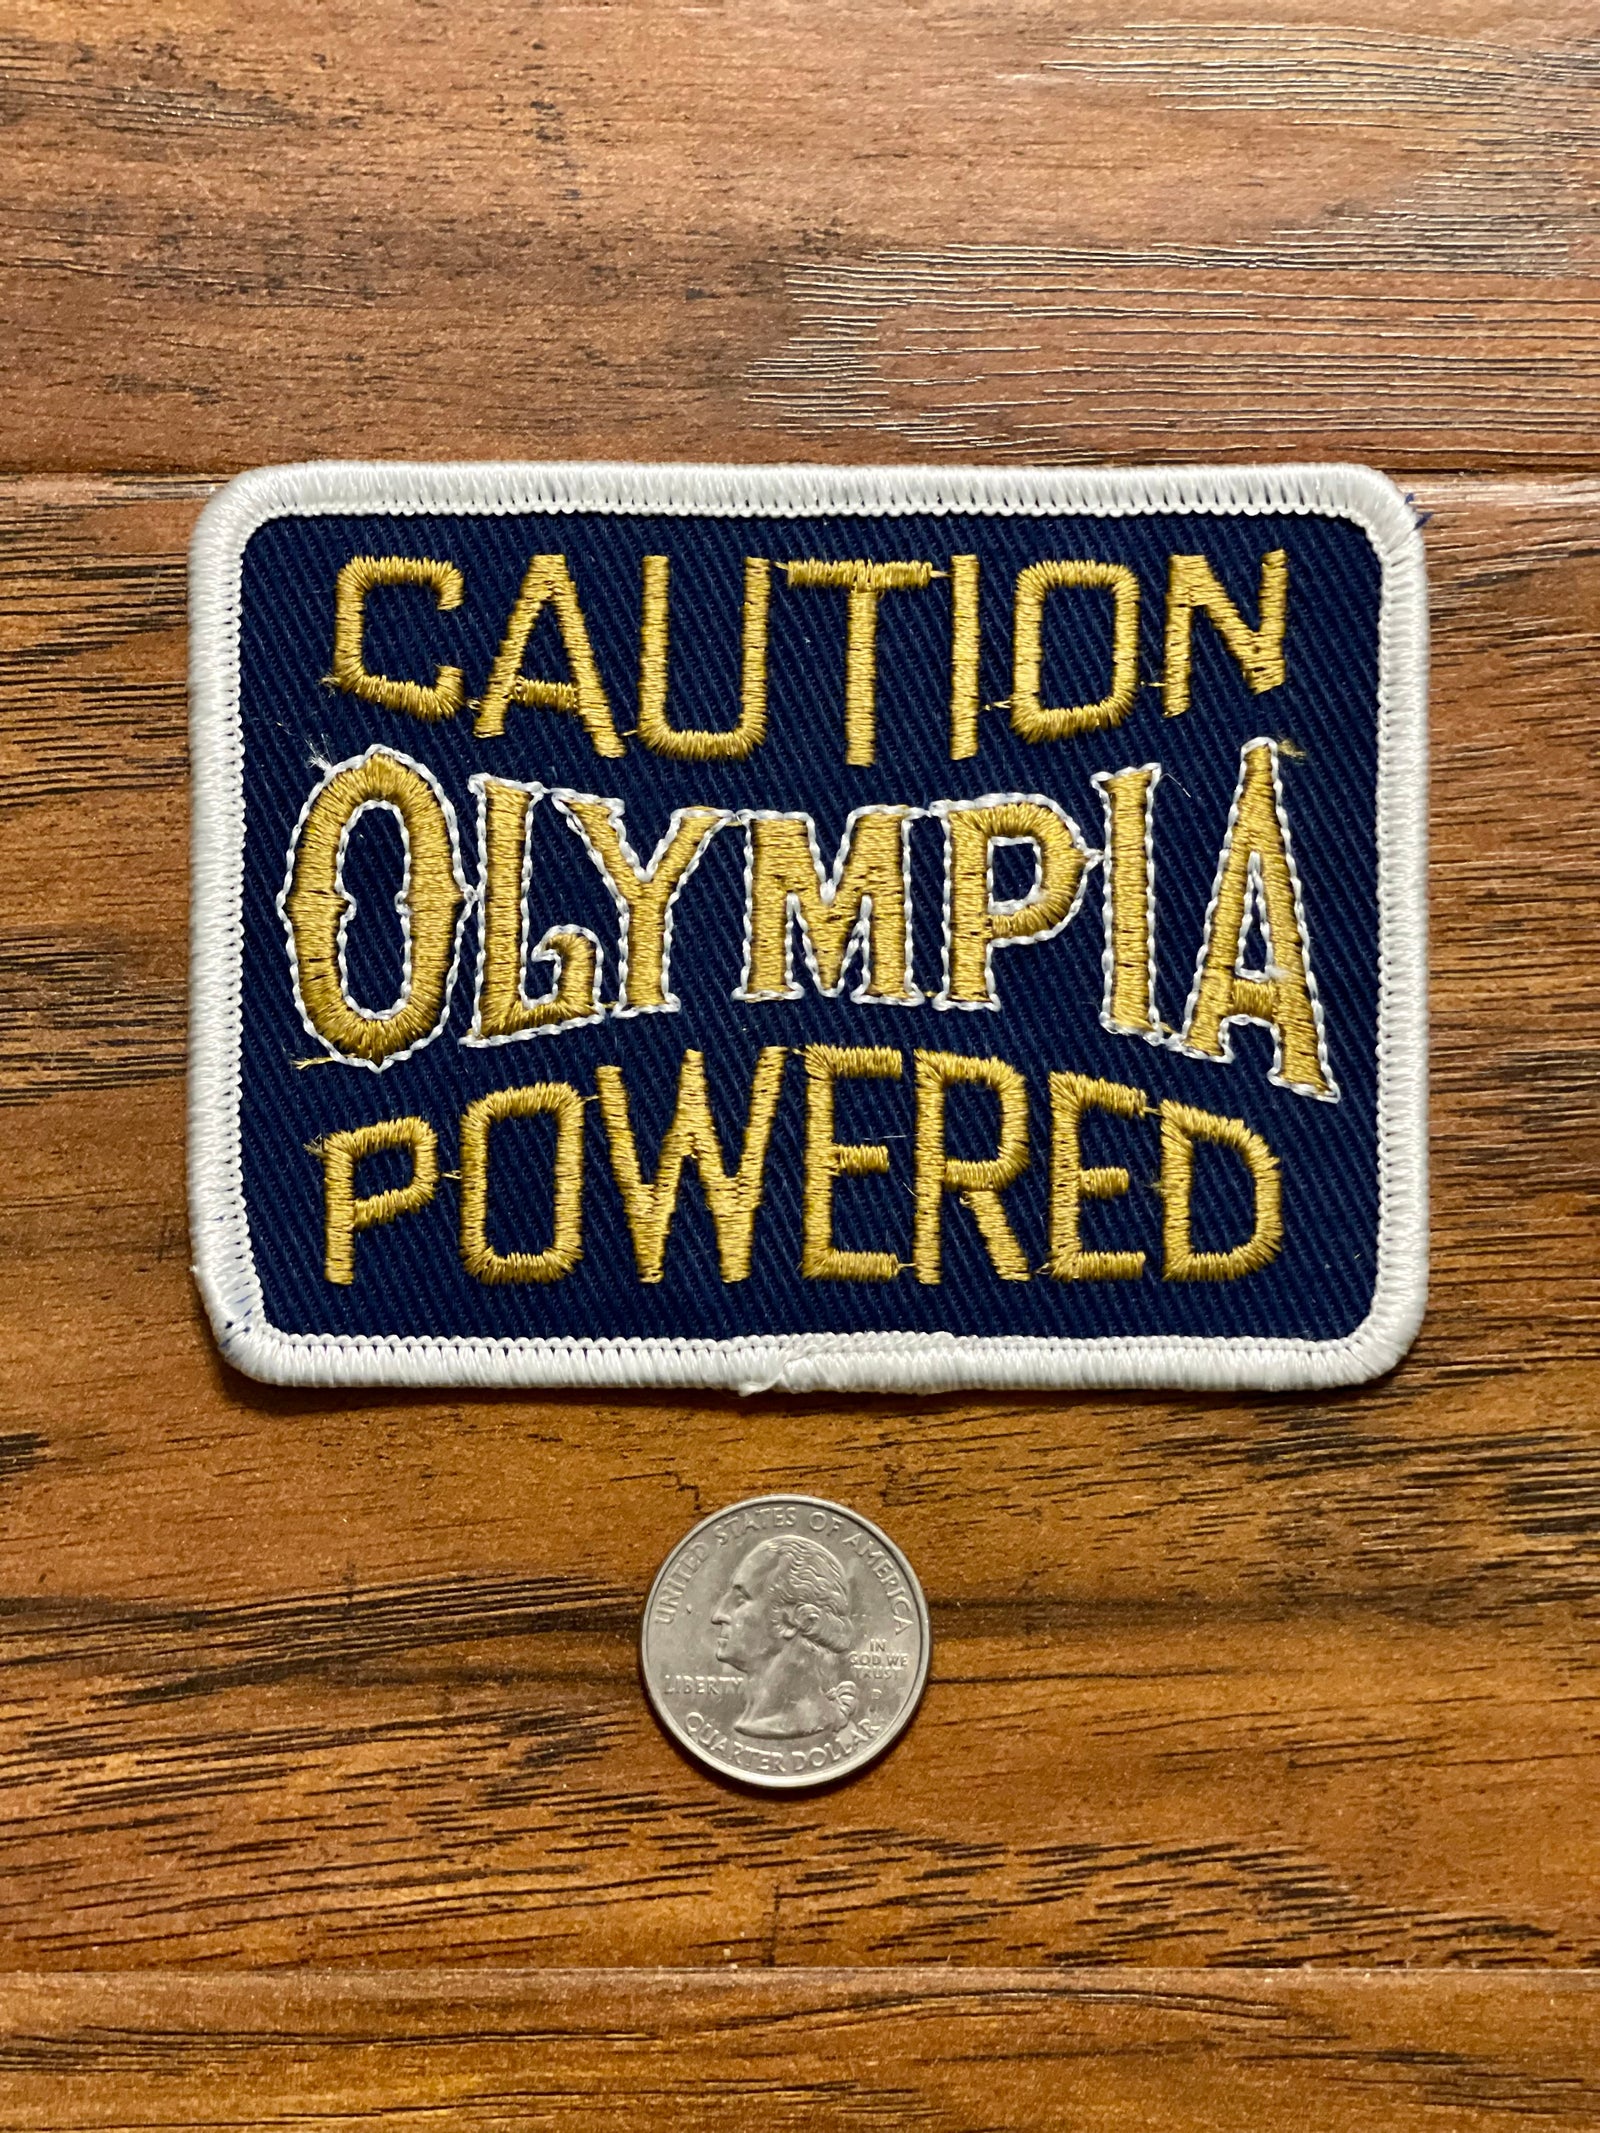 CAUTION
OLYMPIA
POWERED
UNITED STATES OF AMERICA
IN
GOD WE
TRUST
LIBERTY
D
QUARTER DOLLAR